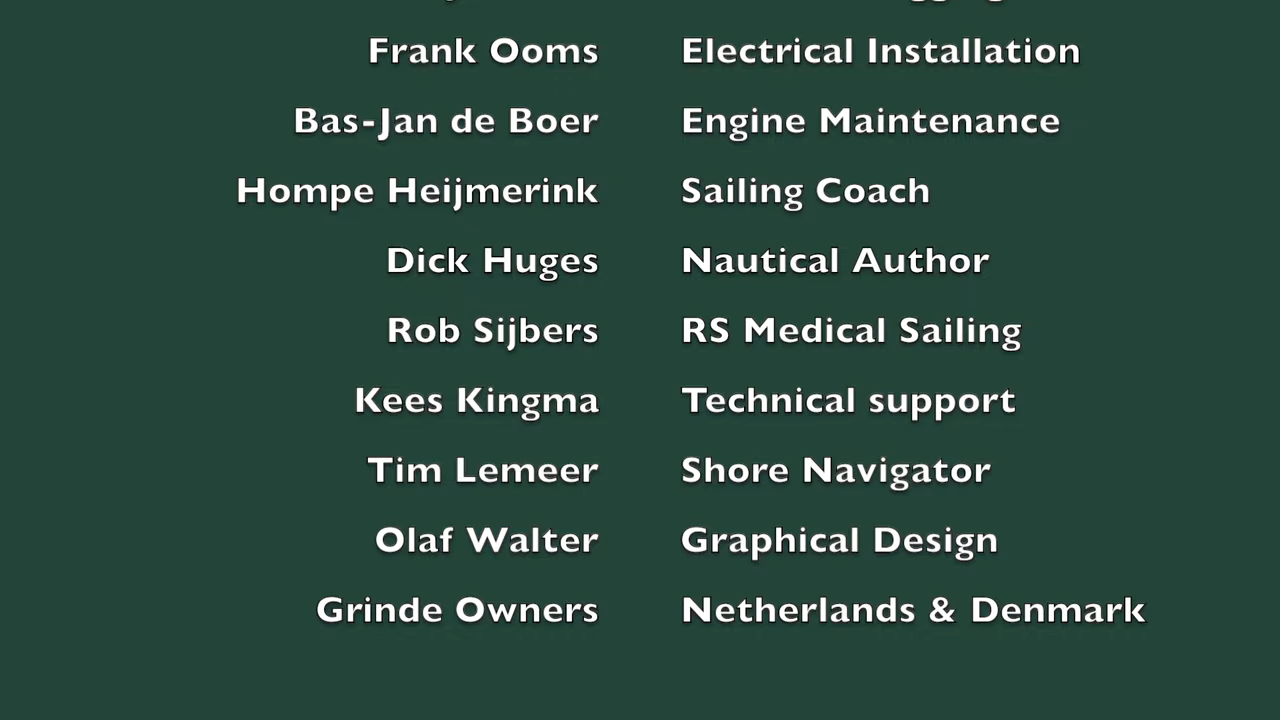 Frank Ooms Electrical Installation
Bas-Jan de Boer Engine Maintenance
Hompe Heijmerink Sailing Coach
Dick Huges Nautical Author
Rob Sijbers RS Medical Sailing
Kees Kingma Technical support
Tim Lemeer Shore Navigator
Olaf Walter Graphical Design
Grinde Owners Netherlands & Denmark